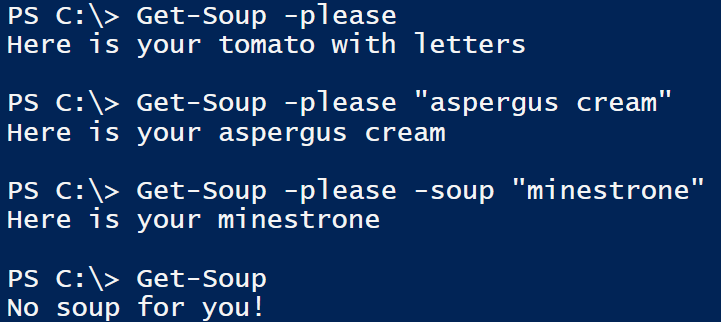 PS C:\> Get-Soup -please
Here is your tomato with letters
PS C:\> Get-Soup -please "aspergus cream"
Here is your aspergus cream
PS C:\> Get-Soup -please -soup "minestrone"
Here is your minestrone
PS C:\> Get-Soup
No soup for you!